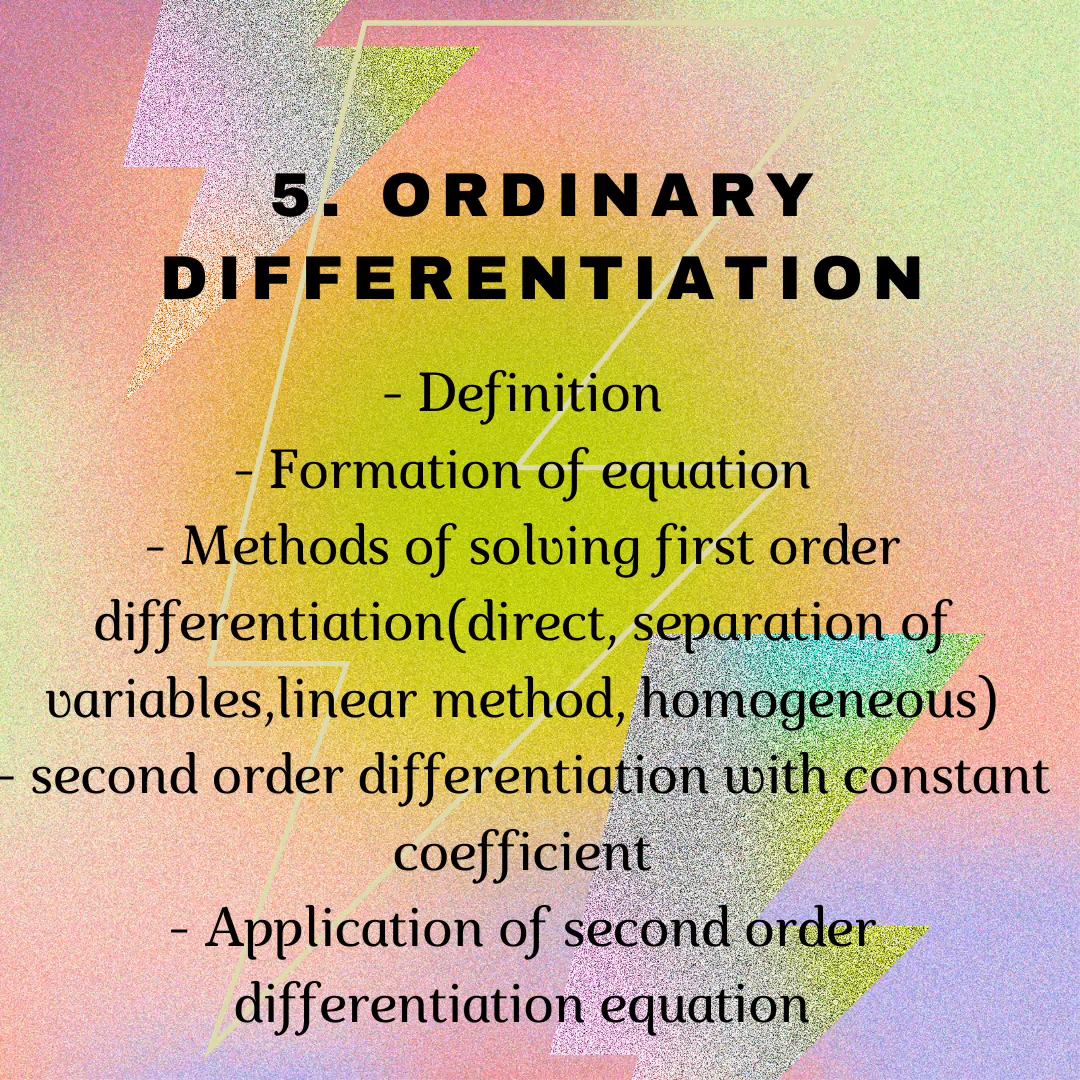 5. ORDINARY
DIFFERENTIATION
- Definition
- Formation of equation
- Methods of solving first order
differentiation(direct, separation of
variables,linear method, homogeneous)
- second order differentiation with constant
coefficient
- Application of second order
differentiation equation